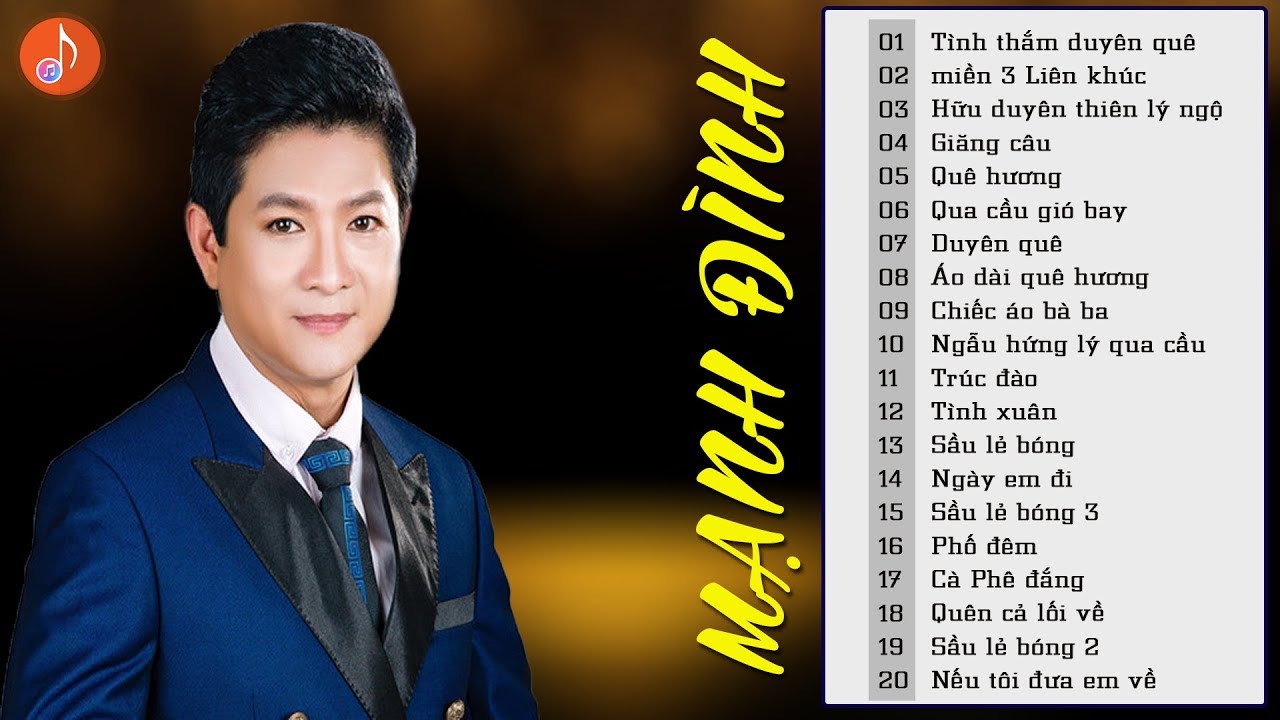 MẠNH ĐÌNH
01 Tình thắm duyên quê
02 miền 3 Liên khúc
03 Hữu duyên thiên lý ngộ
04 Giăng câu
05 Quê hương
06 Qua cầu gió bay
07 Duyên quê
08 Áo dài quê hương
09 Chiếc áo bà ba
10 Ngẫu hứng lý qua cầu
11 Trúc đào
12 Tình xuân
13 Sầu lẻ bóng
14 Ngày em đi
15 Sầu lẻ bóng 3
16 Phố đêm
17 Cà Phê đắng
18 Quên cả lối về
19 Sầu lẻ bóng 2
20 Nếu tôi đưa em về